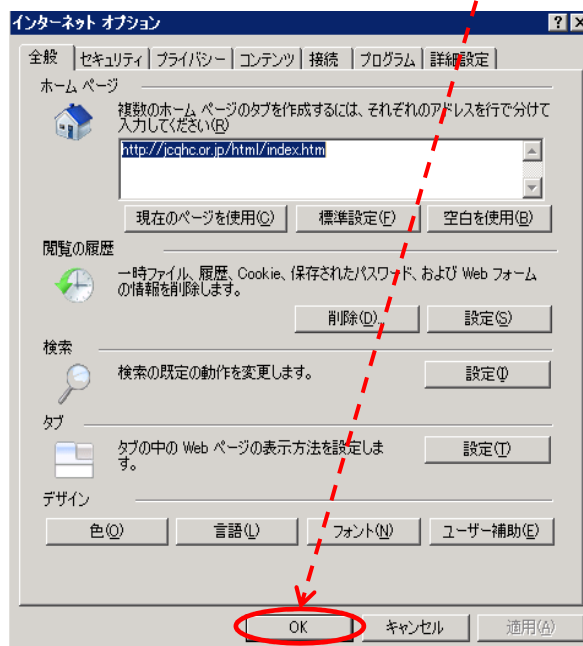 インターネット オプション
全般 セキュリティ プライバシー コンテンツ 接続 プログラム 詳細設定
ホーム ページ
複数のホーム ページのタブを作成するには、それぞれのアドレスを行で分けて
入力してください(R)
http://jcqhc.or.jp/html/index.htm
現在のページを使用(C) 標準設定(F) 空白を使用(B)
閲覧の履歴
一時ファイル、履歴、Cookie、保存されたパスワード、および Web フォーム
の情報を削除します。
削除(D)... 設定(S)
検索
検索の既定の動作を変更します。
設定(I)
タブ
タブの中の Web ページの表示方法を設定しま
す。
設定(T)
デザイン
色(O) 言語(L) フォント(N) ユーザー補助(E)
OK キャンセル 適用(A)